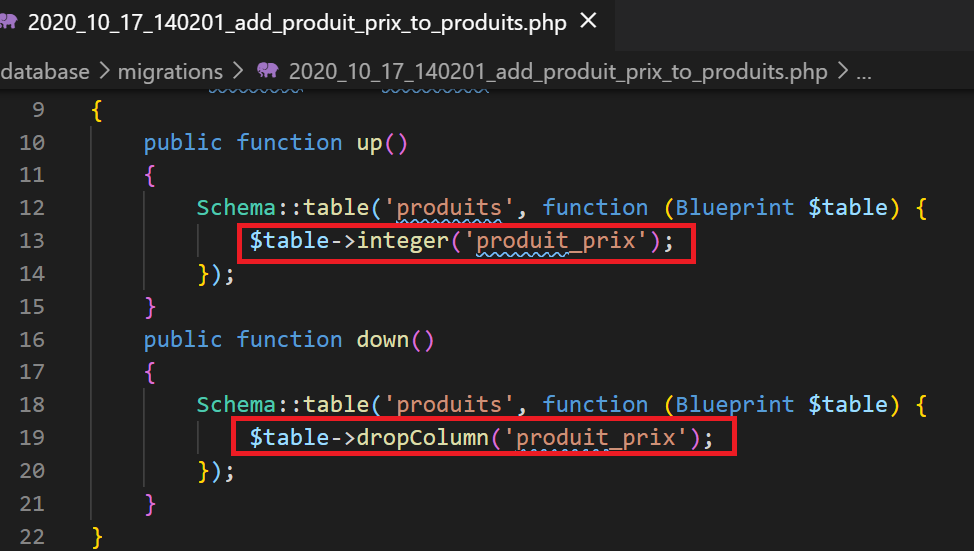 2020_10_17_140201_add_produit_prix_to_produits.php ×
database > migrations > 2020_10_17_140201_add_produit_prix_to_produits.php > ...
9 {
10 public function up()
11 {
12 Schema::table('produits', function (Blueprint $table) {
13 $table->integer('produit_prix');
14 });
15 }
16 public function down()
17 {
18 Schema::table('produits', function (Blueprint $table) {
19 $table->dropColumn('produit_prix');
20 });
21 }
22 }